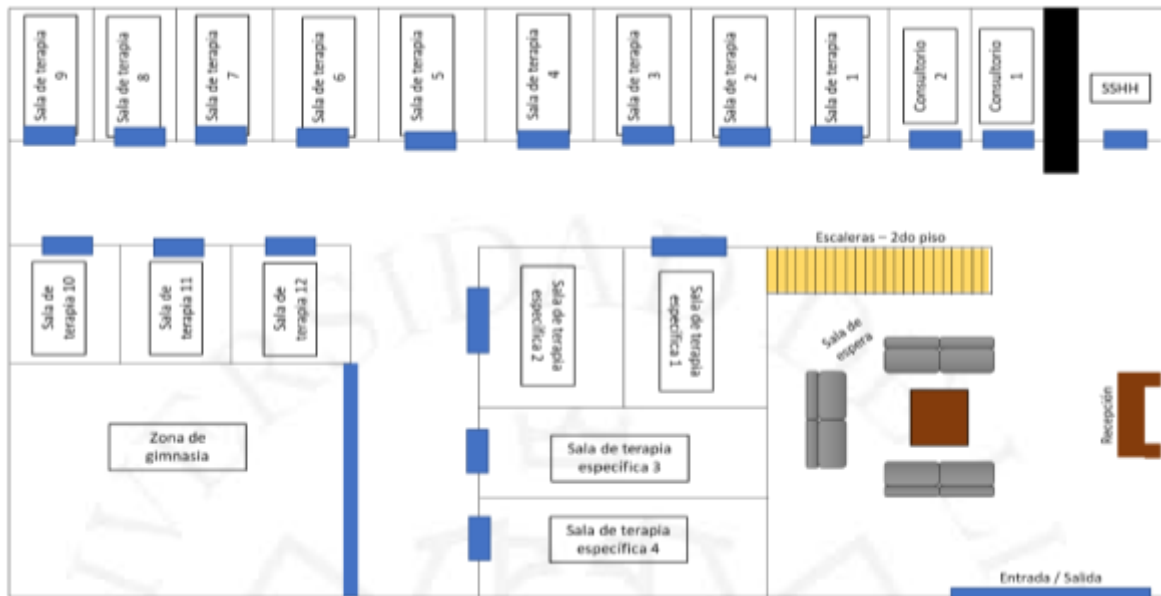 Sala de terapia
9
Sala de terapia
8
Sala de terapia
7
Sala de terapia
6
Sala de terapia
5
Sala de terapia
4
Sala de terapia
3
Sala de terapia
2
Sala de terapia
1
Consultorio
2
Consultorio
1
SSHH
Escaleras – 2do piso
Sala de
terapia 10
Sala de
terapia 11
Sala de
terapia 12
Sala de terapia
específica 2
Sala de terapia
específica 1
Sala de
espera
Recepción
Zona de
gimnasia
Sala de terapia
específica 3
Sala de terapia
específica 4
Entrada / Salida